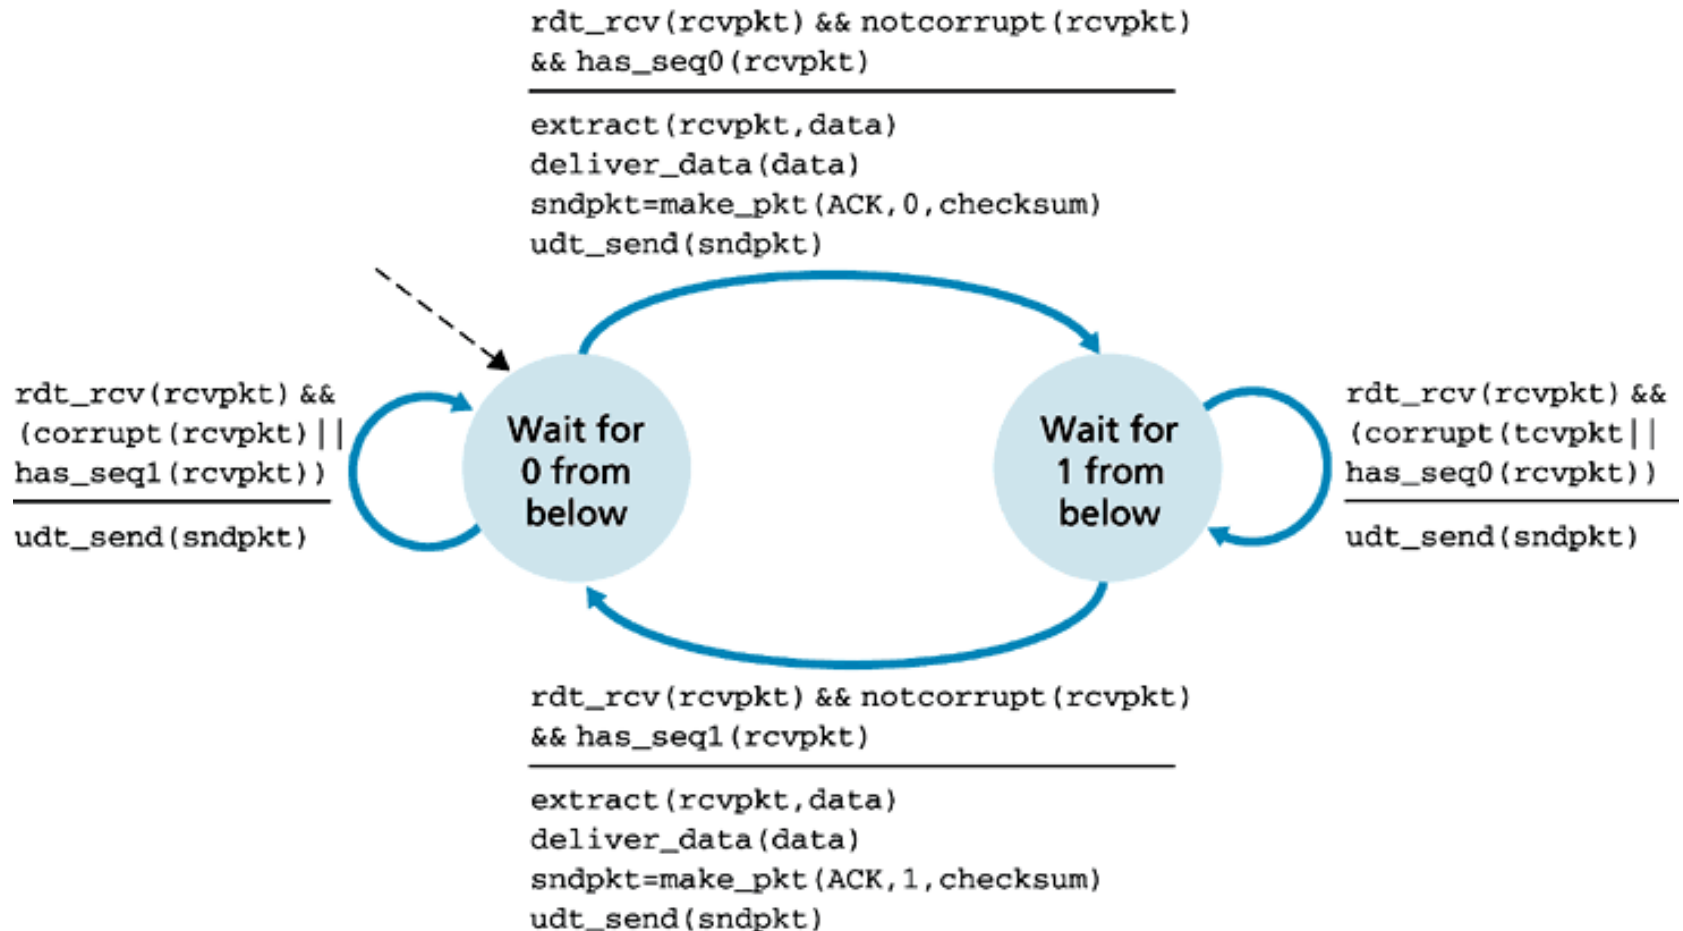 rdt_rcv(rcvpkt) && notcorrupt(rcvpkt)
&& has_seq0(rcvpkt)
extract(rcvpkt,data)
deliver_data(data)
sndpkt=make_pkt(ACK,0,checksum)
udt_send(sndpkt)
rdt_rcv(rcvpkt) &&
(corrupt(rcvpkt)||
has_seq1(rcvpkt))
udt_send(sndpkt)
Wait for
0 from
below
Wait for
1 from
below
rdt_rcv(rcvpkt) &&
(corrupt(tcvpkt||
has_seq0(rcvpkt))
udt_send(sndpkt)
rdt_rcv(rcvpkt) && notcorrupt(rcvpkt)
&& has_seq1(rcvpkt)
extract(rcvpkt,data)
deliver_data(data)
sndpkt=make_pkt(ACK,1,checksum)
udt_send(sndpkt)